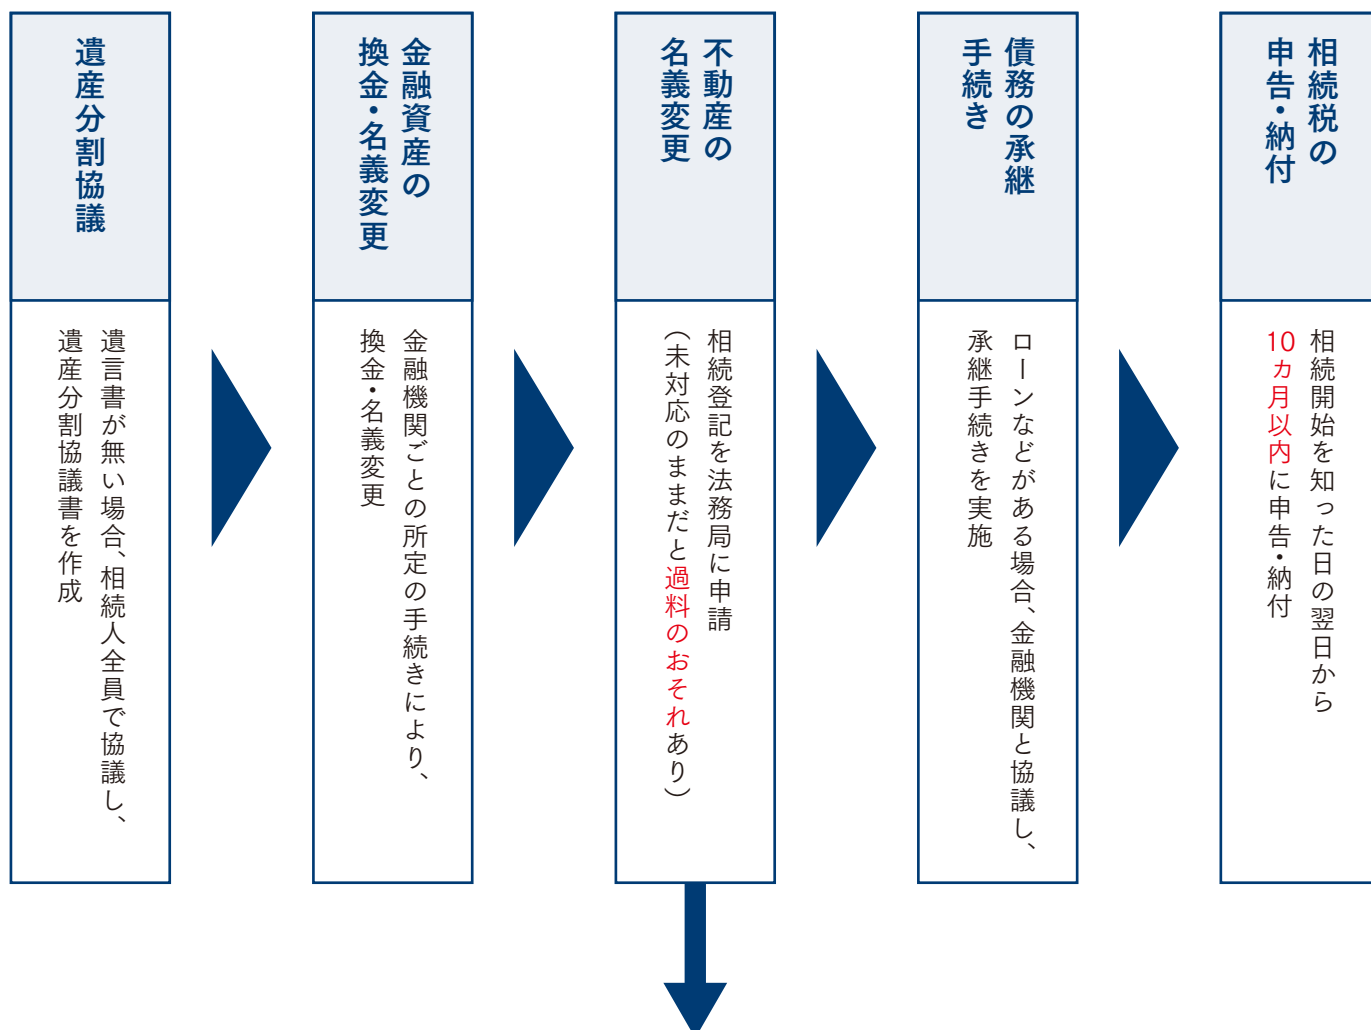 遺産分割協議
遺言書が無い場合、相続人全員で協議し、
遺産分割協議書を作成
金融資産の
換金・名義変更
金融機関ごとの所定の手続きにより、
換金・名義変更
不動産の
名義変更
相続登記を法務局に申請
（未対応のままだと過料のおそれあり）
債務の承継
手続き
ローンなどがある場合、金融機関と協議し、
承継手続きを実施
相続税の
申告・納付
相続開始を知った日の翌日から
10ヵ月以内に申告・納付